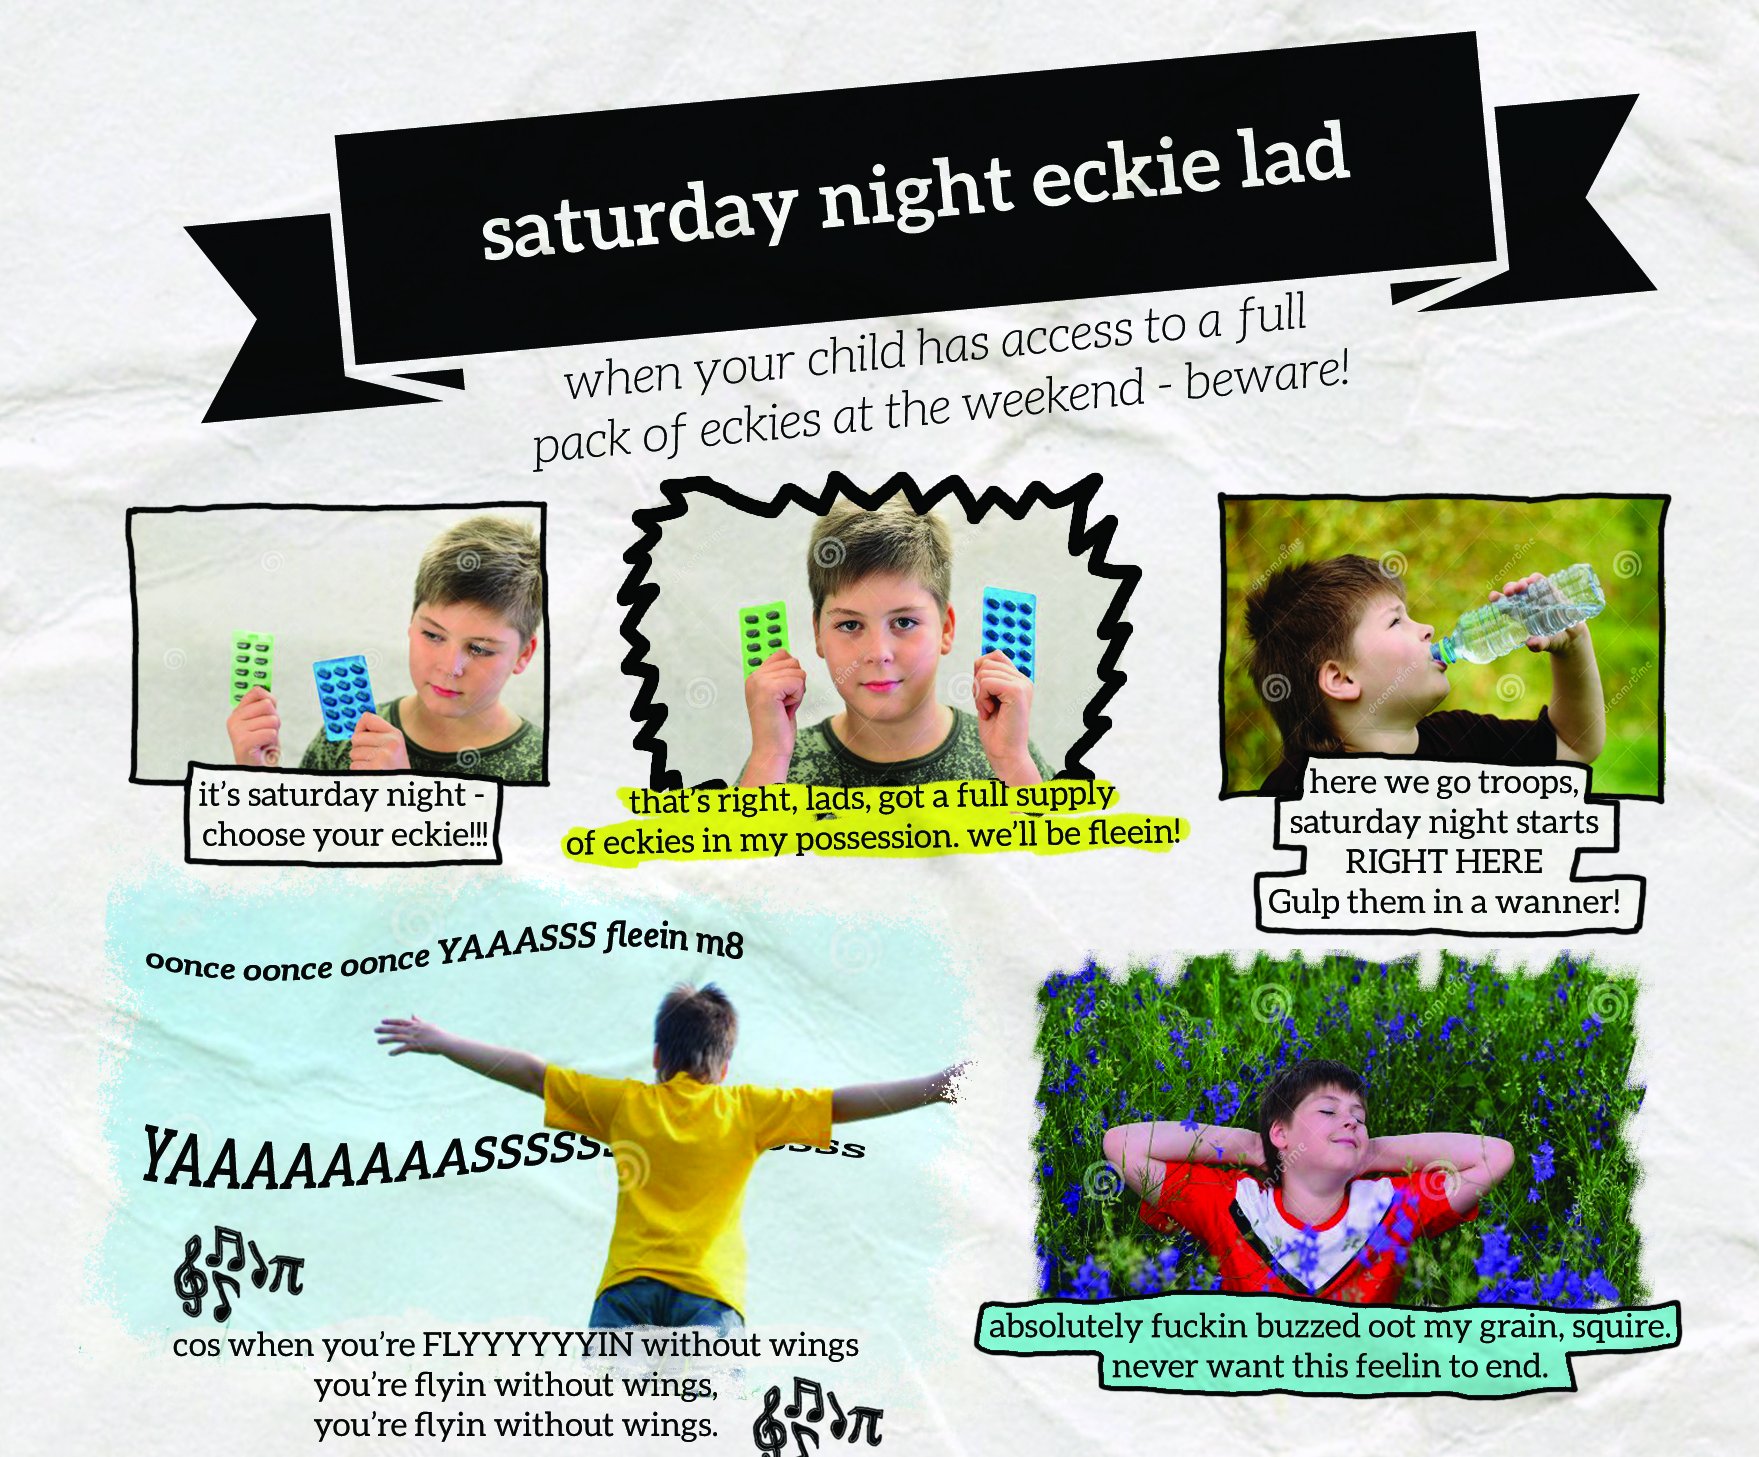 saturday night eckie lad
when your child has access to a full
pack of eckies at the weekend - beware!
it's saturday night -
choose your eckie!!!
that's right, lads, got a full supply
of eckies in my possession. we'll be fleein!
here we go troops,
saturday night starts
RIGHT HERE
Gulp them in a wanner!
oonce oonce oonce YAAASSS fleein m8
cos when you're FLYYYYYYIN without wings
you're flyin without wings,
you're flyin without wings.
absolutely fuckin buzzed oot my grain, squire.
never want this feelin to end.
dreamstime
dreamstime
dreamstime